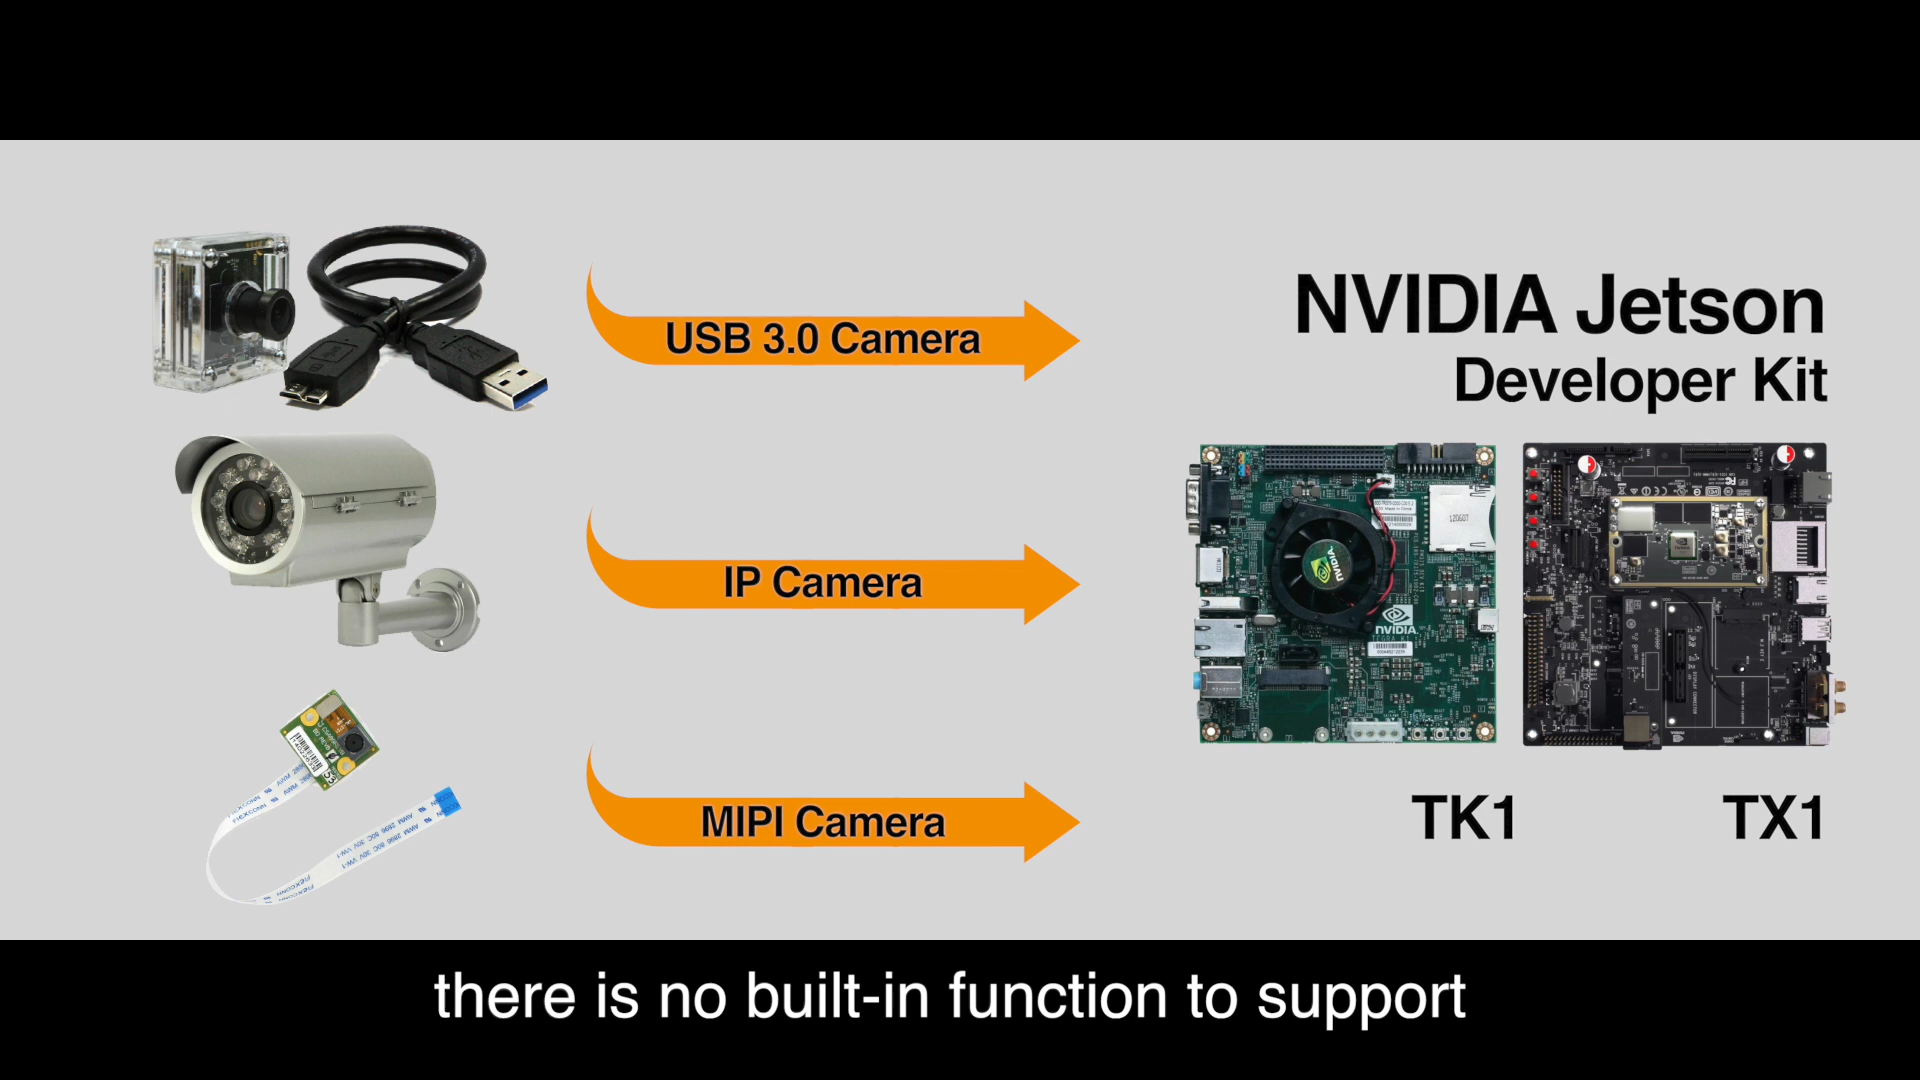 USB 3.0 Camera
NVIDIA Jetson
Developer Kit
IP Camera
NVIDIA
MIPI Camera
TK1
TX1
there is no built-in function to support